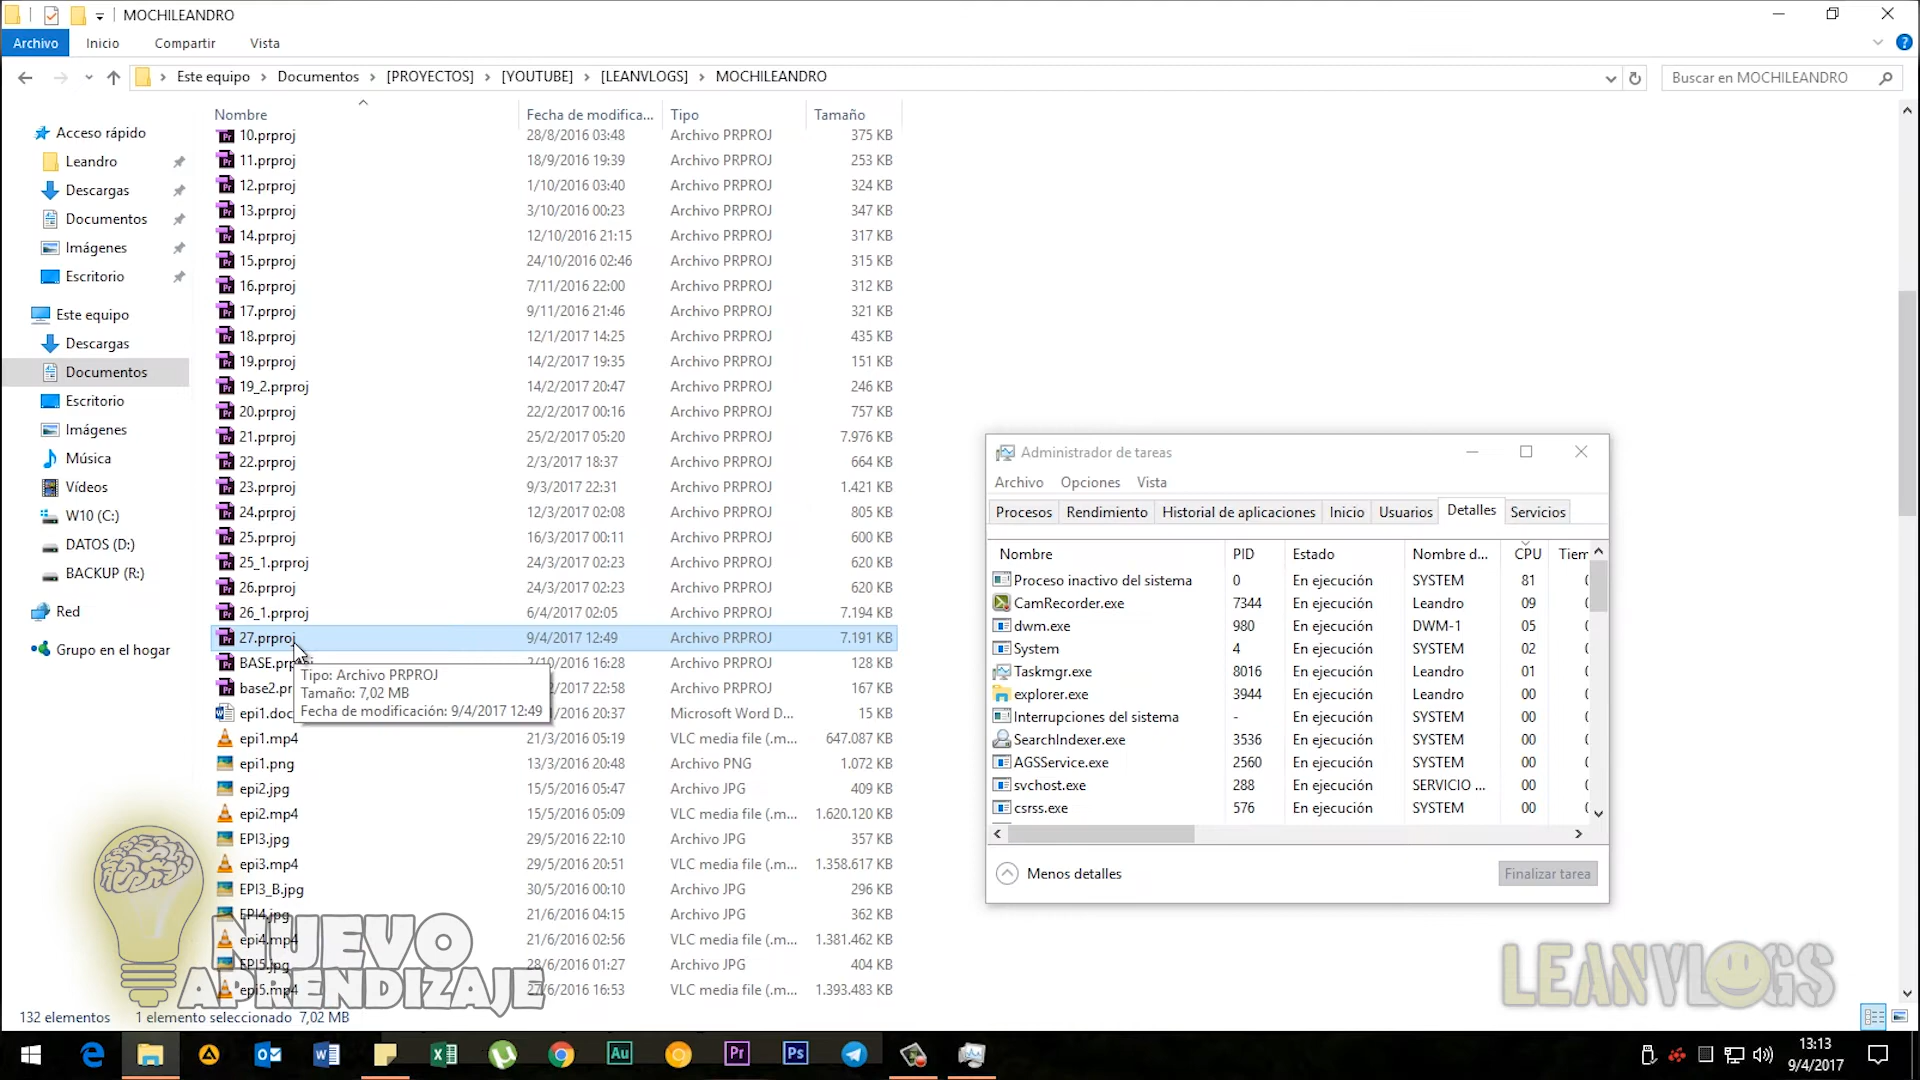 MOCHILEANDRO
Archivo Inicio Compartir Vista
Este equipo Documentos [PROYECTOS] [YOUTUBE] [LEANVLOGS] MOCHILEANDRO Buscar en MOCHILEANDRO
Acceso rápido
Leandro
Descargas
Documentos
Imágenes
Escritorio
Este equipo
Descargas
Documentos
Escritorio
Imágenes
Música
Vídeos
W10 (C:)
DATOS (D:)
BACKUP (R:)
Red
Grupo en el hogar
Nombre Fecha de modifica... Tipo Tamaño
10.prproj 28/8/2016 03:48 Archivo PRPROJ 375 KB
11.prproj 18/9/2016 19:39 Archivo PRPROJ 253 KB
12.prproj 1/10/2016 03:40 Archivo PRPROJ 324 KB
13.prproj 3/10/2016 00:23 Archivo PRPROJ 347 KB
14.prproj 12/10/2016 21:15 Archivo PRPROJ 317 KB
15.prproj 24/10/2016 02:46 Archivo PRPROJ 315 KB
16.prproj 7/11/2016 22:00 Archivo PRPROJ 312 KB
17.prproj 9/11/2016 21:46 Archivo PRPROJ 321 KB
18.prproj 12/1/2017 14:25 Archivo PRPROJ 435 KB
19.prproj 14/2/2017 19:35 Archivo PRPROJ 151 KB
19_2.prproj 14/2/2017 20:47 Archivo PRPROJ 246 KB
20.prproj 22/2/2017 00:16 Archivo PRPROJ 757 KB
21.prproj 25/2/2017 05:20 Archivo PRPROJ 7.976 KB
22.prproj 2/3/2017 18:37 Archivo PRPROJ 664 KB
23.prproj 9/3/2017 22:31 Archivo PRPROJ 1.421 KB
24.prproj 12/3/2017 02:08 Archivo PRPROJ 805 KB
25.prproj 16/3/2017 00:11 Archivo PRPROJ 600 KB
25_1.prproj 24/3/2017 02:23 Archivo PRPROJ 620 KB
26.prproj 24/3/2017 02:23 Archivo PRPROJ 620 KB
26_1.prproj 6/4/2017 02:05 Archivo PRPROJ 7.194 KB
27.prproj 9/4/2017 12:49 Archivo PRPROJ 7.191 KB
BASE.prproj 2/10/2016 16:28 Archivo PRPROJ 128 KB
base2.pr 2/2017 22:58 Archivo PRPROJ 167 KB
epi1.doc /2016 20:37 Microsoft Word D... 15 KB
Tipo: Archivo PRPROJ
Tamaño: 7,02 MB
Fecha de modificación: 9/4/2017 12:49
epi1.mp4 21/3/2016 05:19 VLC media file (.m... 647.087 KB
epi1.png 13/3/2016 20:48 Archivo PNG 1.072 KB
epi2.jpg 15/5/2016 05:47 Archivo JPG 409 KB
epi2.mp4 15/5/2016 05:09 VLC media file (.m... 1.620.120 KB
EPI3.jpg 29/5/2016 22:10 Archivo JPG 357 KB
epi3.mp4 29/5/2016 20:51 VLC media file (.m... 1.358.617 KB
EPI3_B.jpg 30/5/2016 00:10 Archivo JPG 296 KB
EPI4.jpg 21/6/2016 04:15 Archivo JPG 362 KB
epi4.mp4 21/6/2016 02:56 VLC media file (.m... 1.381.462 KB
EPI5.jpg 28/6/2016 01:27 Archivo JPG 404 KB
epi5.mp4 27/6/2016 16:53 VLC media file (.m... 1.393.483 KB
132 elementos 1 elemento seleccionado 7,02 MB
Administrador de tareas
Archivo Opciones Vista
Procesos Rendimiento Historial de aplicaciones Inicio Usuarios Detalles Servicios
Nombre PID Estado Nombre d... CPU Tiem
Proceso inactivo del sistema 0 En ejecución SYSTEM 81
CamRecorder.exe 7344 En ejecución Leandro 09
dwm.exe 980 En ejecución DWM-1 05
System 4 En ejecución SYSTEM 02
Taskmgr.exe 8016 En ejecución Leandro 01
explorer.exe 3944 En ejecución Leandro 00
Interrupciones del sistema - En ejecución SYSTEM 00
SearchIndexer.exe 3536 En ejecución SYSTEM 00
AGSService.exe 2560 En ejecución SYSTEM 00
svchost.exe 288 En ejecución SERVICIO ... 00
csrss.exe 576 En ejecución SYSTEM 00
Menos detalles Finalizar tarea
NUEVO
APRENDIZAJE
LEANVLOGS
Au Pr Ps
13:13
9/4/2017